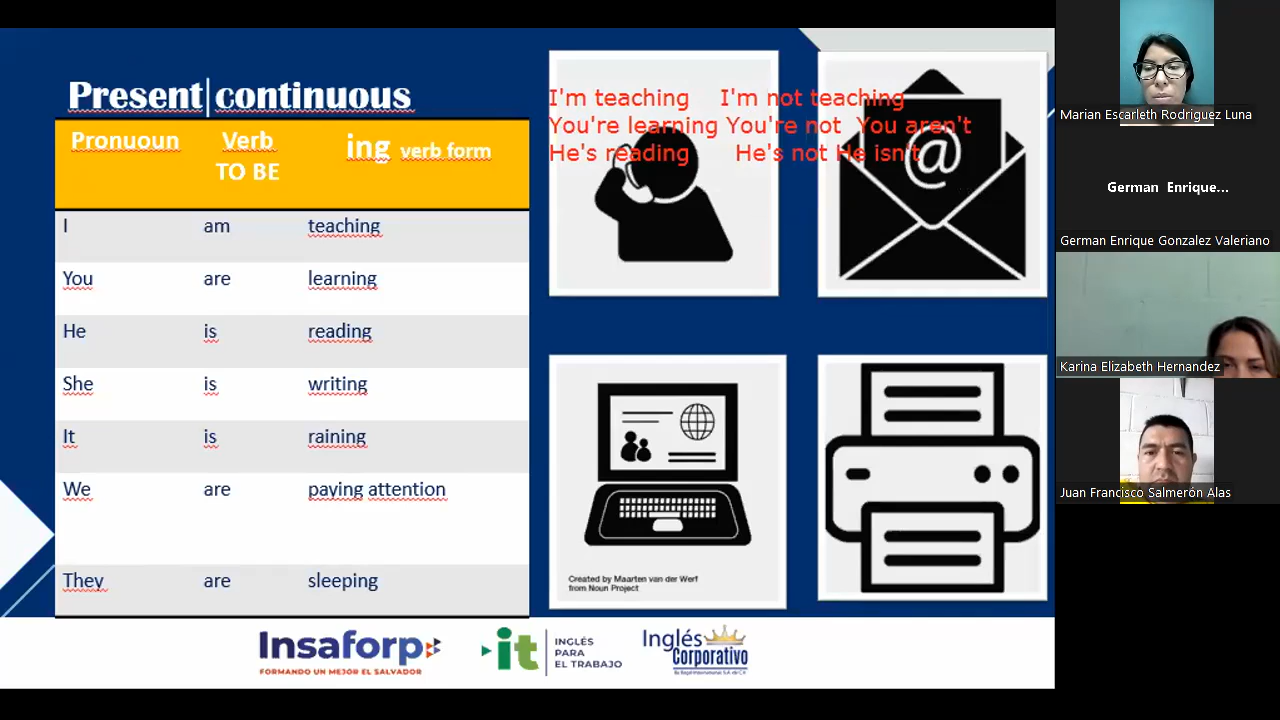 Present continuous
Pronuoun Verb TO BE ing verb form
I am teaching
You are learning
He is reading
She is writing
It is raining
We are paying attention
They are sleeping
I'm teaching I'm not teaching
You're learning You're not You aren't
He's reading He's not He isn't
@
Created by Maarten van der Werf
from Noun Project
Insaforp
FORMANDO UN MEJOR EL SALVADOR
it
INGLÉS
PARA
EL TRABAJO
Inglés
Corporativo
Marian Escarleth Rodriguez Luna
German Enrique...
German Enrique Gonzalez Valeriano
Karina Elizabeth Hernandez
Juan Francisco Salmerón Alas